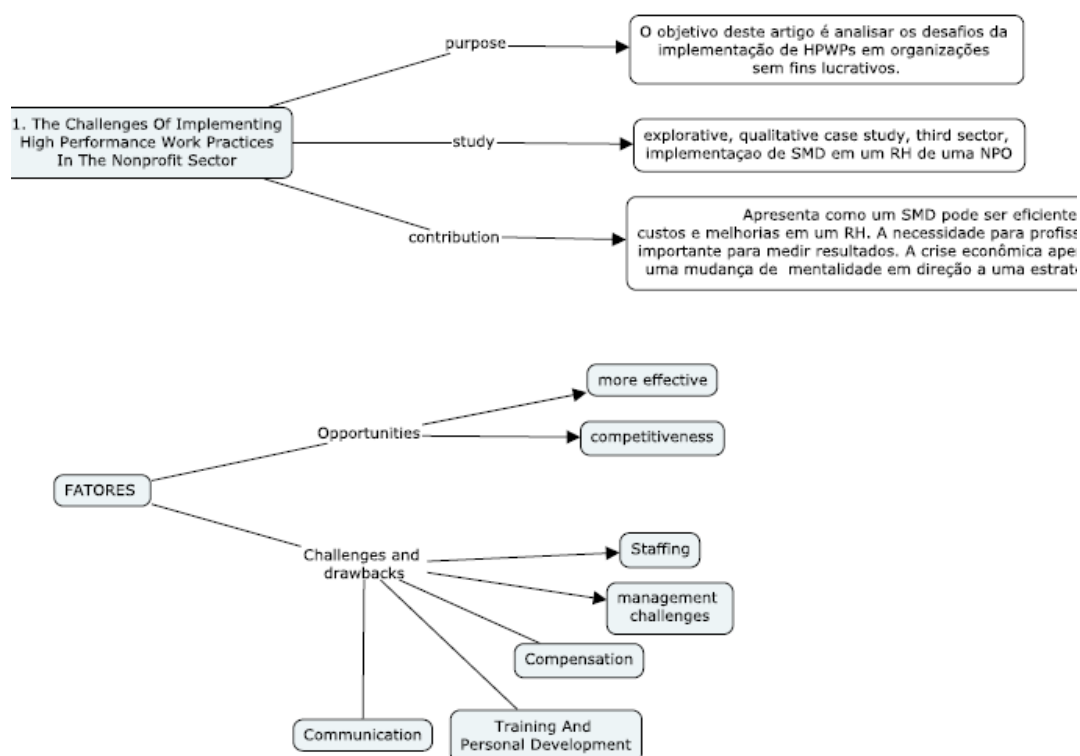 purpose
O objetivo deste artigo é analisar os desafios da
implementação de HPWPs em organizações
sem fins lucrativos.
1. The Challenges Of Implementing
High Performance Work Practices
In The Nonprofit Sector
study
explorative, qualitative case study, third sector,
implementaçao de SMD em um RH de uma NPO
contribution
Apresenta como um SMD pode ser eficiente
custos e melhorias em um RH. A necessidade para
importante para medir resultados. A crise econômica
uma mudança de mentalidade em direção a uma
more effective
Opportunities
competitiveness
FATORES
Challenges and
drawbacks
Staffing
management
challenges
Compensation
Communication
Training And
Personal Development